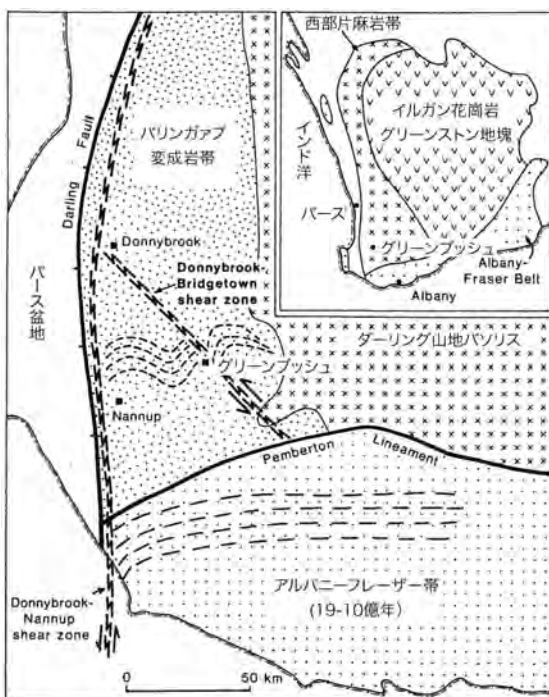 西部片麻岩帯
イルガン花崗岩
グリーンストン地塊
インド洋
パース
グリーンブッシュ
Albany-
Fraser Belt
Albany
バリンガァブ
変成岩帯
Darling Fault
Donnybrook
Donnybrook-
Bridgetown
shear zone
パース盆地
ダーリング山地バソリス
グリーンブッシュ
Nannup
Pemberton Lineament
アルバニーフレーザー帯
(19-10億年)
Donnybrook-
Nannup
shear zone
0 50 km